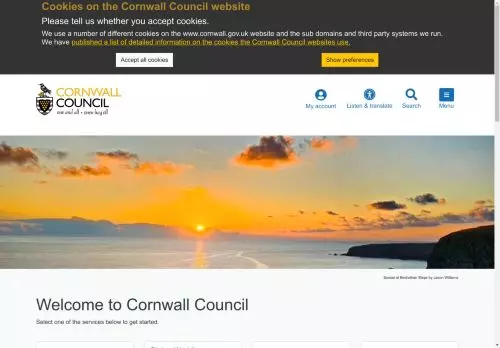 Cookies on the Cornwall Council website
Please tell us whether you accept cookies.
We use a number of different cookies on the www.cornwall.gov.uk website and the sub domains and third party systems we run.
We have published a list of detailed information on the cookies the Cornwall Council websites use.
Accept all cookies
Show preferences
CORNWALL
COUNCIL
one and all • onen hag oll
My account
Listen & translate
Search
Menu
Sunset at Bedruthan Steps by Jason Williams
Welcome to Cornwall Council
Select one of the services below to get started.